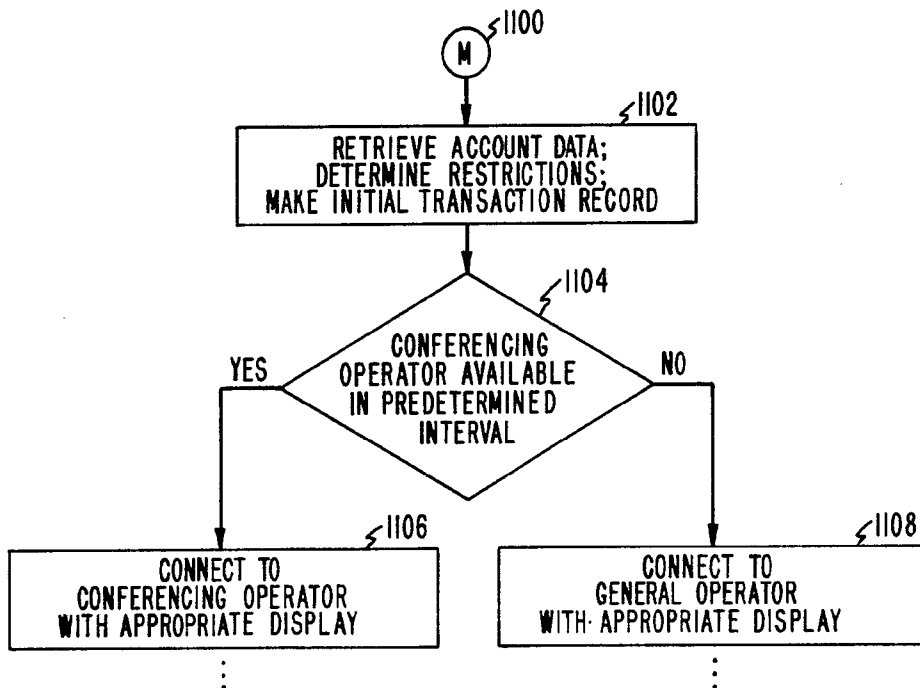 1100
M
1102
RETRIEVE ACCOUNT DATA;
DETERMINE RESTRICTIONS;
MAKE INITIAL TRANSACTION RECORD
1104
CONFERENCING
OPERATOR AVAILABLE
IN PREDETERMINED
INTERVAL
YES
NO
1106
CONNECT TO
CONFERENCING OPERATOR
WITH APPROPRIATE DISPLAY
1108
CONNECT TO
GENERAL OPERATOR
WITH APPROPRIATE DISPLAY